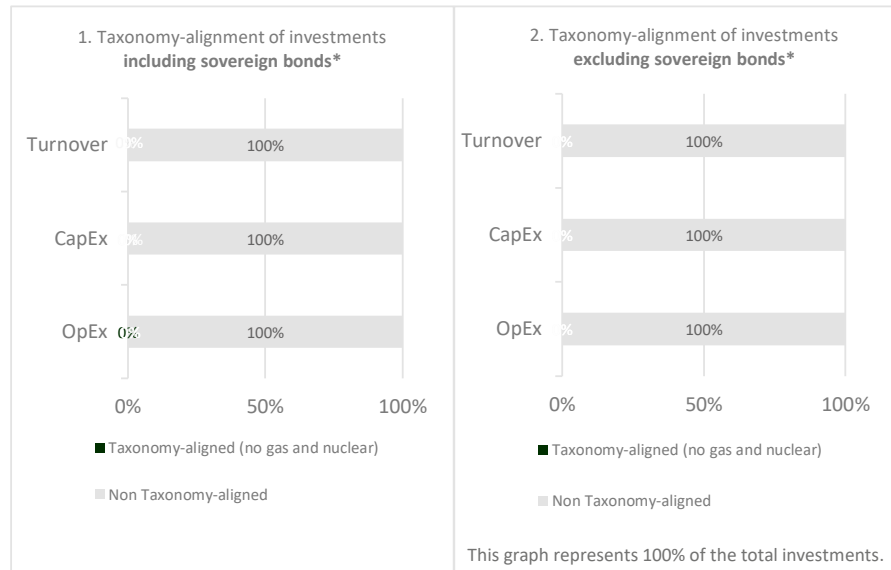 1. Taxonomy-alignment of investments
including sovereign bonds*
Turnover
100%
CapEx
100%
OpEx
0%
100%
0%
50%
100%
Taxonomy-aligned (no gas and nuclear)
Non Taxonomy-aligned
2. Taxonomy-alignment of investments
excluding sovereign bonds*
Turnover
100%
CapEx
100%
OpEx
100%
0%
50%
100%
Taxonomy-aligned (no gas and nuclear)
Non Taxonomy-aligned
This graph represents 100% of the total investments.